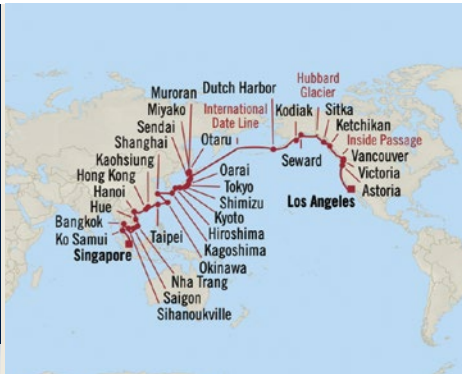 Muroran
Dutch Harbor
Hubbard
Glacier
Miyako
International
Date Line
Kodiak
Sitka
Sendai
Otaru
Ketchikan
Shanghai
Inside Passage
Kaohsiung
Oarai
Seward
Vancouver
Hong Kong
Tokyo
Victoria
Hanoi
Shimizu
Los Angeles
Astoria
Hue
Kyoto
Bangkok
Taipei
Hiroshima
Ko Samui
Kagoshima
Singapore
Okinawa
Nha Trang
Saigon
Sihanoukville